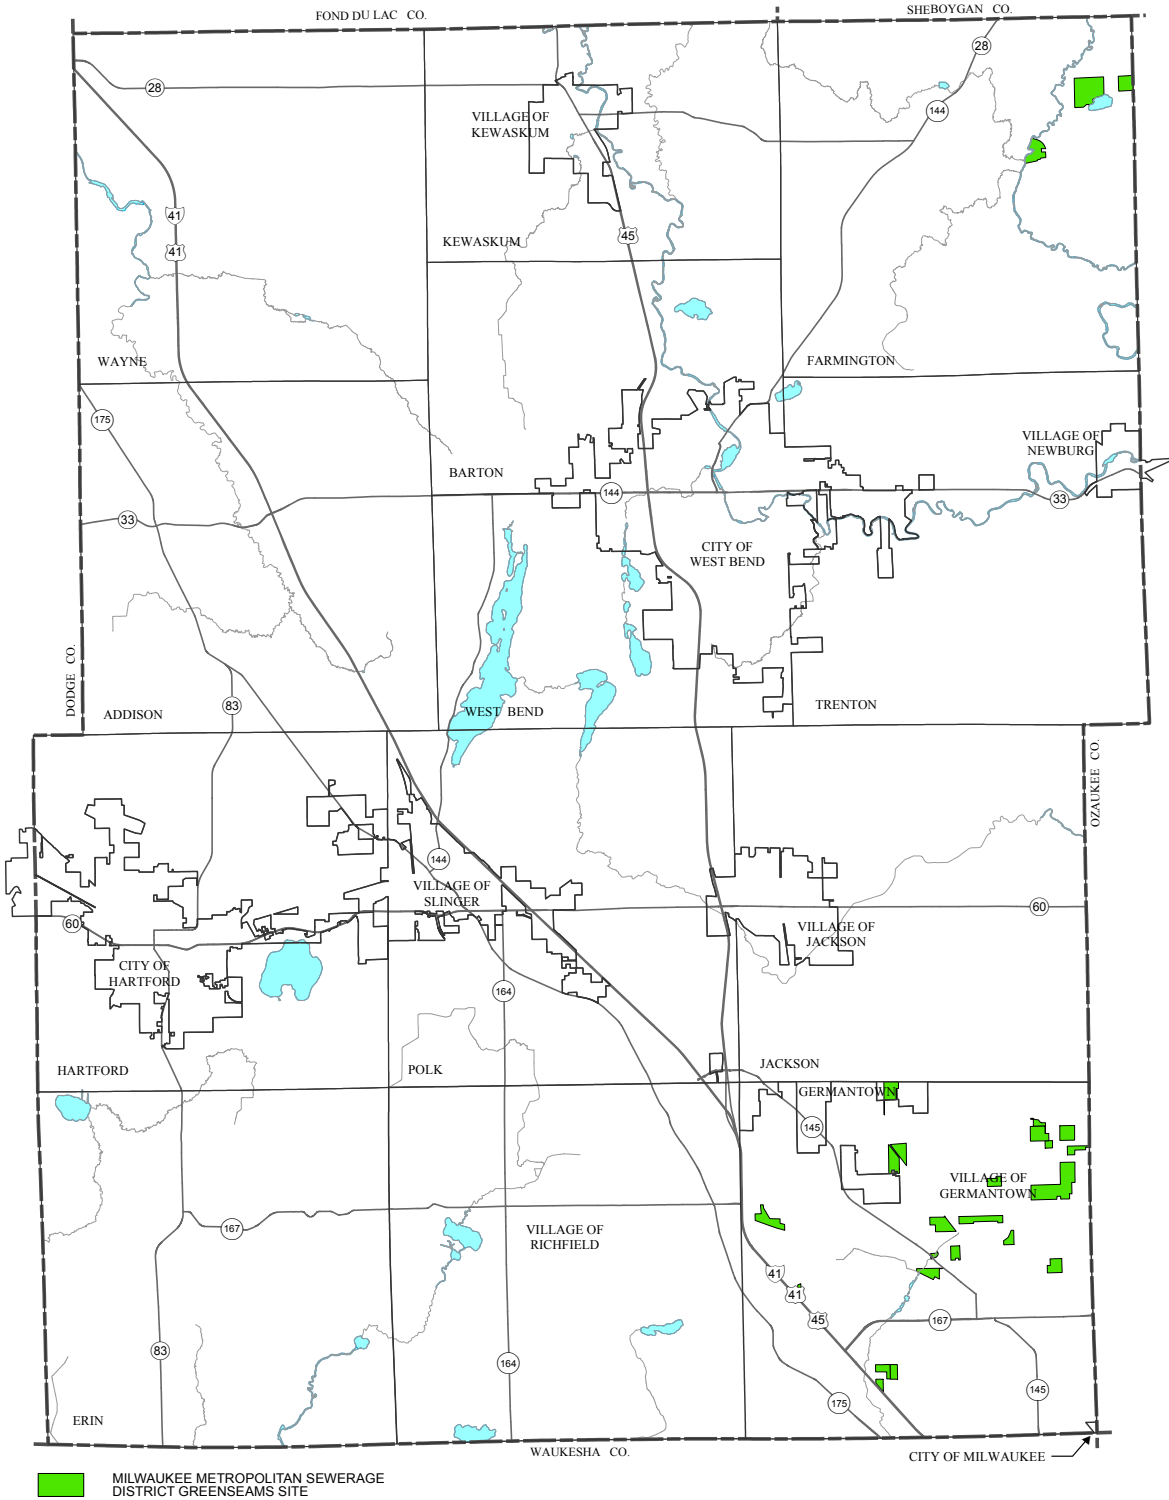 FOND DU LAC CO.
SHEBOYGAN CO.
28
28
144
VILLAGE OF
KEWASKUM
41
41
45
KEWASKUM
WAYNE
FARMINGTON
175
VILLAGE OF
NEWBURG
BARTON
144
33
33
CITY OF
WEST BEND
DODGE CO.
83
ADDISON
WEST BEND
TRENTON
OZAUKEE CO.
144
VILLAGE OF
SLINGER
60
60
VILLAGE OF
JACKSON
CITY OF
HARTFORD
164
HARTFORD
POLK
JACKSON
GERMANTOWN
145
VILLAGE OF
GERMANTOWN
167
VILLAGE OF
RICHFIELD
41
41
45
167
83
164
145
175
ERIN
WAUKESHA CO.
CITY OF MILWAUKEE
MILWAUKEE METROPOLITAN SEWERAGE
DISTRICT GREENSEAMS SITE